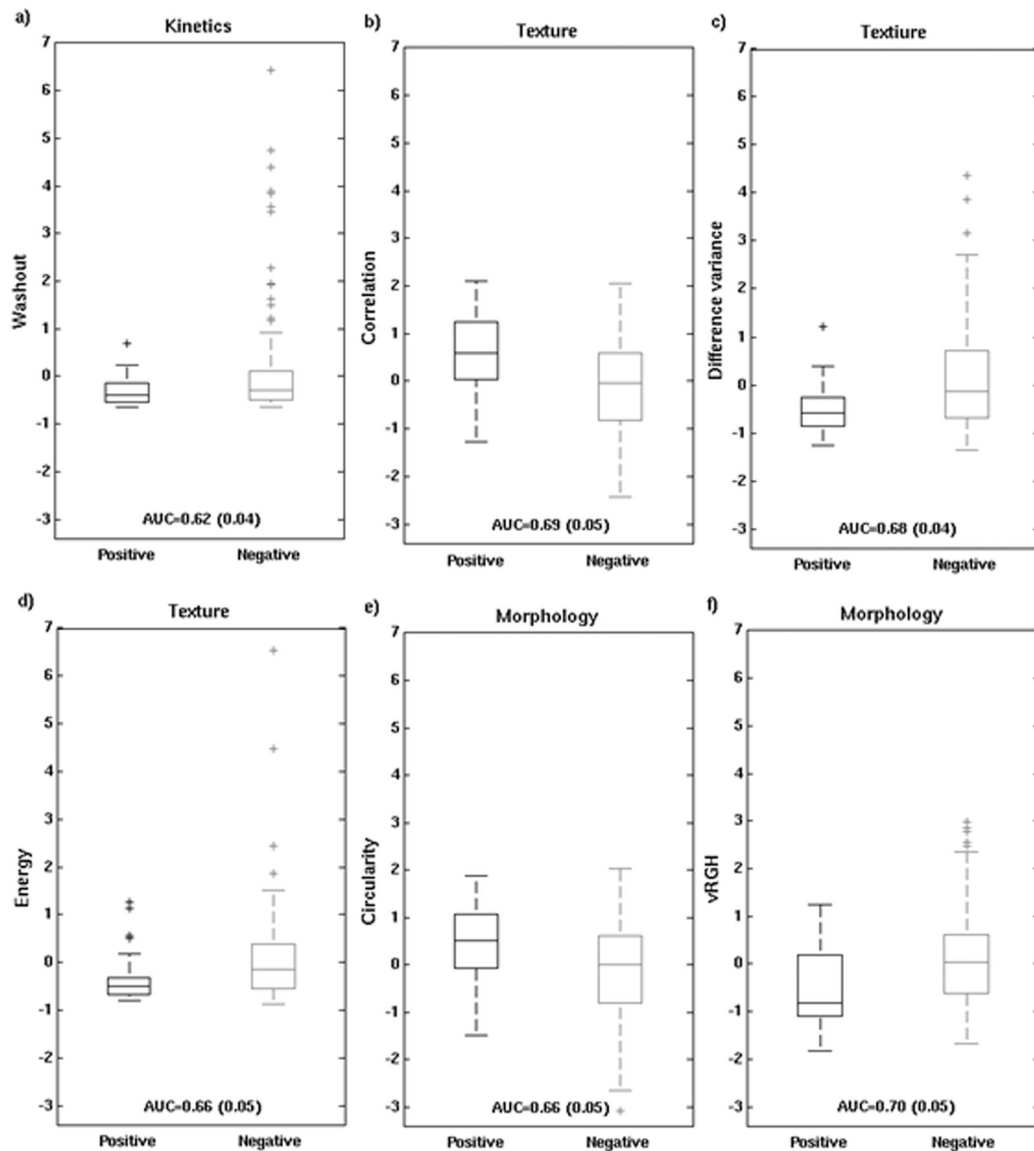 a)
Kinetics
7
6
5
4
3
2
1
0
-1
-2
-3
Washout
AUC=0.62 (0.04)
Positive Negative
b)
Texture
7
6
5
4
3
2
1
0
-1
-2
-3
Correlation
AUC=0.69 (0.05)
Positive Negative
c)
Textiure
7
6
5
4
3
2
1
0
-1
-2
-3
Difference variance
AUC=0.68 (0.04)
Positive Negative
d)
Texture
7
6
5
4
3
2
1
0
-1
-2
-3
Energy
AUC=0.66 (0.05)
Positive Negative
e)
Morphology
7
6
5
4
3
2
1
0
-1
-2
-3
Circularity
AUC=0.66 (0.05)
Positive Negative
f)
Morphology
7
6
5
4
3
2
1
0
-1
-2
-3
vRGH
AUC=0.70 (0.05)
Positive Negative